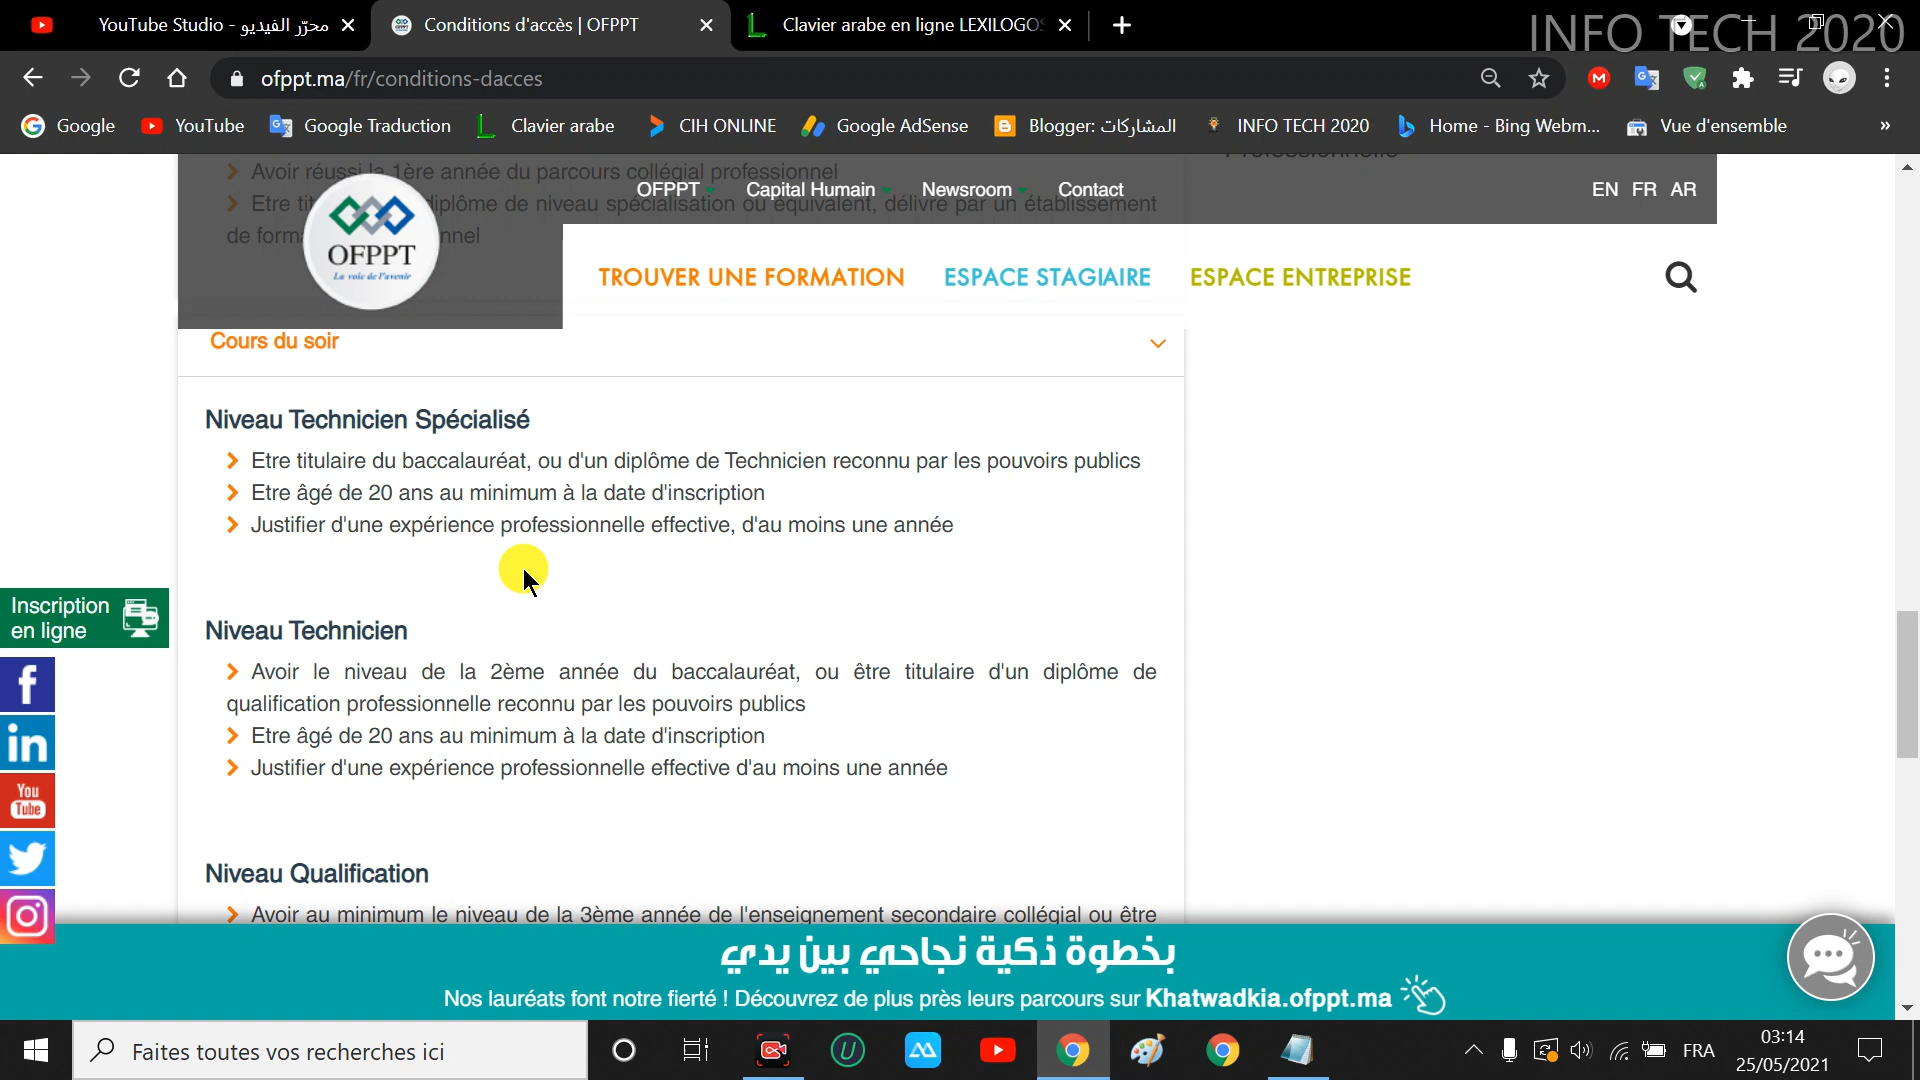 YouTube Studio - محرّر الفيديو
Conditions d'accès | OFPPT
Clavier arabe en ligne LEXILOGOS
INFO TECH 2020
ofppt.ma/fr/conditions-dacces
Google
YouTube
Google Traduction
Clavier arabe
CIH ONLINE
Google AdSense
Blogger: المشاركات
INFO TECH 2020
Home - Bing Webm...
Vue d'ensemble
»
Avoir réussi la 1ère année du parcours collégial professionnel
OFPPT
Capital Humain
Newsroom
Contact
EN FR AR
Etre tit
diplôme de niveau spécialisation ou équivalent, délivré par un établissement
de form
nnel
OFPPT
La voie de l'avenir
TROUVER UNE FORMATION
ESPACE STAGIAIRE
ESPACE ENTREPRISE
Cours du soir
Niveau Technicien Spécialisé
Etre titulaire du baccalauréat, ou d'un diplôme de Technicien reconnu par les pouvoirs publics
Etre âgé de 20 ans au minimum à la date d'inscription
Justifier d'une expérience professionnelle effective, d'au moins une année
Inscription
en ligne
Niveau Technicien
Avoir le niveau de la 2ème année du baccalauréat, ou être titulaire d'un diplôme de
qualification professionnelle reconnu par les pouvoirs publics
Etre âgé de 20 ans au minimum à la date d'inscription
Justifier d'une expérience professionnelle effective d'au moins une année
You
Tube
Niveau Qualification
Avoir au minimum le niveau de la 3ème année de l'enseignement secondaire collégial ou être
بخطوة ذكية نجاحي بين يدي
Nos lauréats font notre fierté ! Découvrez de plus près leurs parcours sur Khatwadkia.ofppt.ma
Faites toutes vos recherches ici
FRA
03:14
25/05/2021